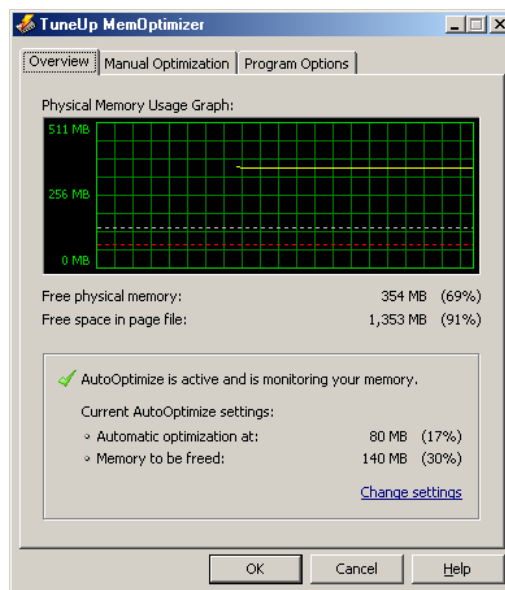 TuneUp MemOptimizer
Overview Manual Optimization Program Options
Physical Memory Usage Graph:
511 MB
256 MB
0 MB
Free physical memory: 354 MB (69%)
Free space in page file: 1,353 MB (91%)
AutoOptimize is active and is monitoring your memory.
Current AutoOptimize settings:
Automatic optimization at: 80 MB (17%)
Memory to be freed: 140 MB (30%)
Change settings
OK Cancel Help